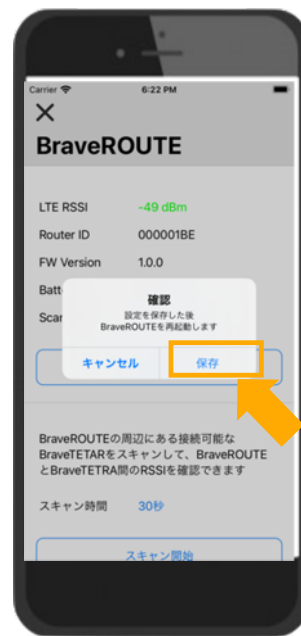 Carrier 6:22 PM
BraveROUTE
LTE RSSI -49 dBm
Router ID 000001BE
FW Version 1.0.0
Batt
Scan
確認
設定を保存した後
BraveROUTEを再起動します
キャンセル 保存
BraveROUTEの周辺にある接続可能な
BraveTETARをスキャンして、BraveROUTE
とBraveTETRA間のRSSIを確認できます
スキャン時間 30秒
スキャン開始